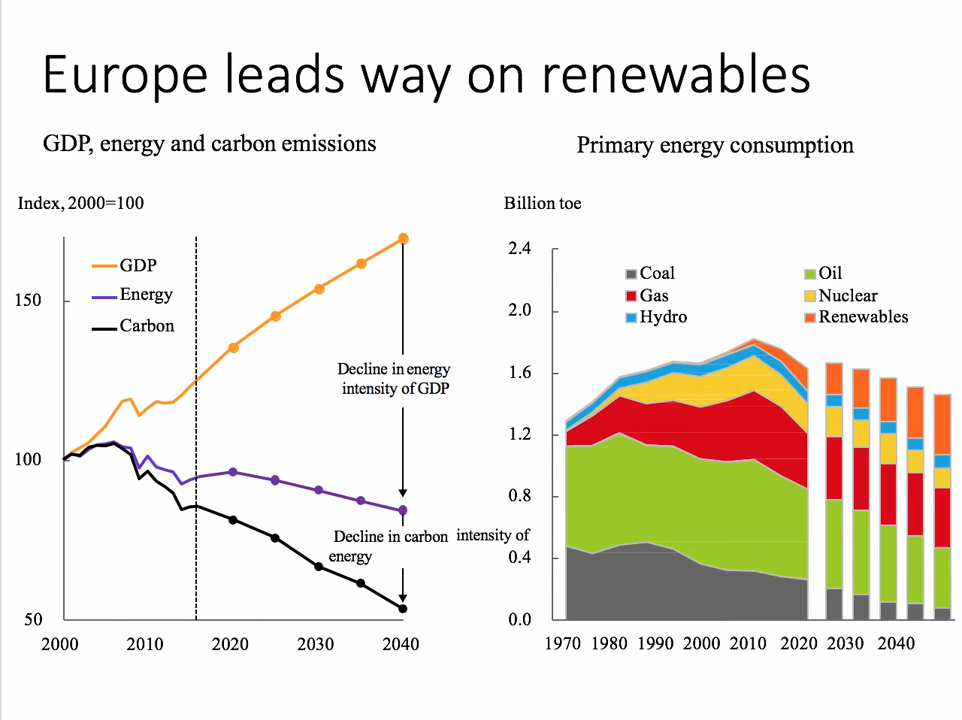 Europe leads way on renewables
GDP, energy and carbon emissions
Index, 2000=100
GDP
Energy
Carbon
150
100
50
Decline in energy
intensity of GDP
Decline in carbon intensity of
energy
2000 2010 2020 2030 2040
Primary energy consumption
Billion toe
2.4
2.0
1.6
1.2
0.8
0.4
0.0
Coal Oil
Gas Nuclear
Hydro Renewables
1970 1980 1990 2000 2010 2020 2030 2040